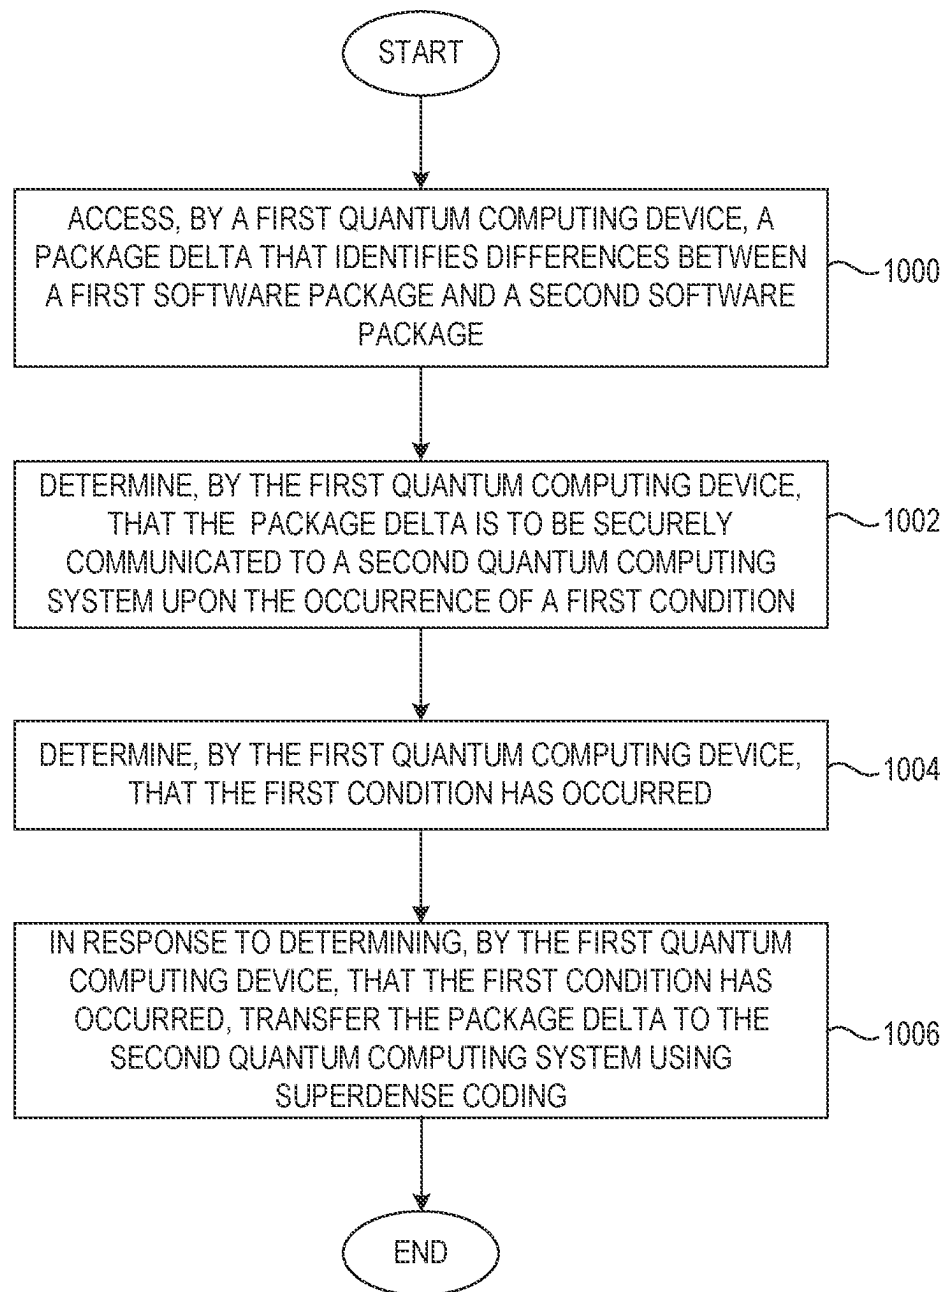 START
ACCESS, BY A FIRST QUANTUM COMPUTING DEVICE, A
PACKAGE DELTA THAT IDENTIFIES DIFFERENCES BETWEEN
A FIRST SOFTWARE PACKAGE AND A SECOND SOFTWARE
PACKAGE
1000
DETERMINE, BY THE FIRST QUANTUM COMPUTING DEVICE,
THAT THE PACKAGE DELTA IS TO BE SECURELY
COMMUNICATED TO A SECOND QUANTUM COMPUTING
SYSTEM UPON THE OCCURRENCE OF A FIRST CONDITION
1002
DETERMINE, BY THE FIRST QUANTUM COMPUTING DEVICE,
THAT THE FIRST CONDITION HAS OCCURRED
1004
IN RESPONSE TO DETERMINING, BY THE FIRST QUANTUM
COMPUTING DEVICE, THAT THE FIRST CONDITION HAS
OCCURRED, TRANSFER THE PACKAGE DELTA TO THE
SECOND QUANTUM COMPUTING SYSTEM USING
SUPERDENSE CODING
1006
END